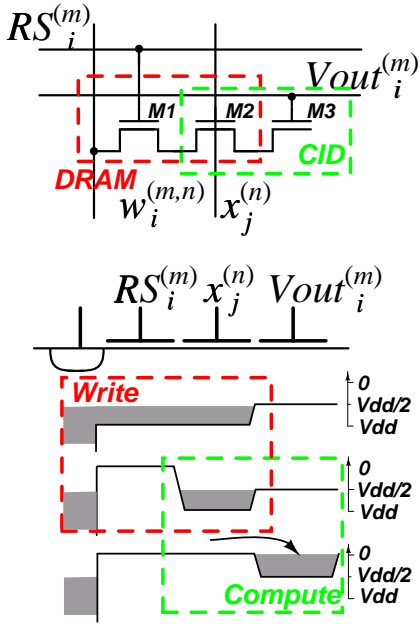 RS_i^{(m)}
Vout_i^{(m)}
M1 M2 M3
DRAM CID
w_i^{(m,n)} x_j^{(n)}
RS_i^{(m)} x_j^{(n)} Vout_i^{(m)}
Write
0
Vdd/2
Vdd
0
Vdd/2
Vdd
0
Vdd/2
Compute Vdd